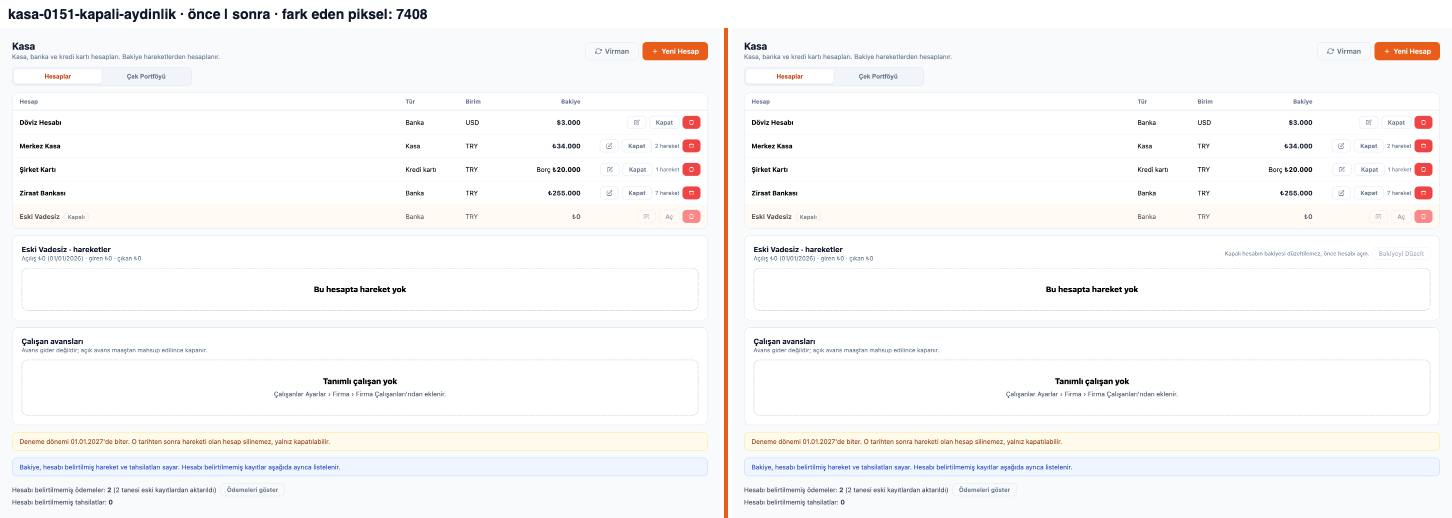 kasa-0151-kapali-aydinlik · önce | sonra · fark eden piksel: 7408
Kasa
Kasa, banka ve kredi kartı hesapları. Bakiye hareketlerden hesaplanır.
Virman
+ Yeni Hesap
Hesaplar Çek Portföyü
Hesap Tür Birim Bakiye
Döviz Hesabı Banka USD $3.000 Kapat
Merkez Kasa Kasa TRY ₺34.000 Kapat 2 hareket
Şirket Kartı Kredi kartı TRY Borç ₺20.000 Kapat 1 hareket
Ziraat Bankası Banka TRY ₺255.000 Kapat 7 hareket
Eski Vadesiz Kapalı Banka TRY ₺0 Aç
Eski Vadesiz · hareketler
Açılış ₺0 (01/01/2026) · giren ₺0 · çıkan ₺0
Bu hesapta hareket yok
Çalışan avansları
Avans gider değildir; açık avans maaştan mahsup edilince kapanır.
Tanımlı çalışan yok
Çalışanlar Ayarlar › Firma › Firma Çalışanları'ndan eklenir.
Deneme dönemi 01.01.2027'de biter. O tarihten sonra hareketi olan hesap silinemez, yalnız kapatılabilir.
Bakiye, hesabı belirtilmiş hareket ve tahsilatları sayar. Hesabı belirtilmemiş kayıtlar aşağıda ayrıca listelenir.
Hesabı belirtilmemiş ödemeler: 2 (2 tanesi eski kayıtlardan aktarıldı) Ödemeleri göster
Hesabı belirtilmemiş tahsilatlar: 0
Kasa
Kasa, banka ve kredi kartı hesapları. Bakiye hareketlerden hesaplanır.
Virman
+ Yeni Hesap
Hesaplar Çek Portföyü
Hesap Tür Birim Bakiye
Döviz Hesabı Banka USD $3.000 Kapat
Merkez Kasa Kasa TRY ₺34.000 Kapat 2 hareket
Şirket Kartı Kredi kartı TRY Borç ₺20.000 Kapat 1 hareket
Ziraat Bankası Banka TRY ₺255.000 Kapat 7 hareket
Eski Vadesiz Kapalı Banka TRY ₺0 Aç
Eski Vadesiz · hareketler
Açılış ₺0 (01/01/2026) · giren ₺0 · çıkan ₺0
Kapalı hesabın bakiyesi düzeltilemez, önce hesabı açın. Bakiyeyi Düzelt
Bu hesapta hareket yok
Çalışan avansları
Avans gider değildir; açık avans maaştan mahsup edilince kapanır.
Tanımlı çalışan yok
Çalışanlar Ayarlar › Firma › Firma Çalışanları'ndan eklenir.
Deneme dönemi 01.01.2027'de biter. O tarihten sonra hareketi olan hesap silinemez, yalnız kapatılabilir.
Bakiye, hesabı belirtilmiş hareket ve tahsilatları sayar. Hesabı belirtilmemiş kayıtlar aşağıda ayrıca listelenir.
Hesabı belirtilmemiş ödemeler: 2 (2 tanesi eski kayıtlardan aktarıldı) Ödemeleri göster
Hesabı belirtilmemiş tahsilatlar: 0